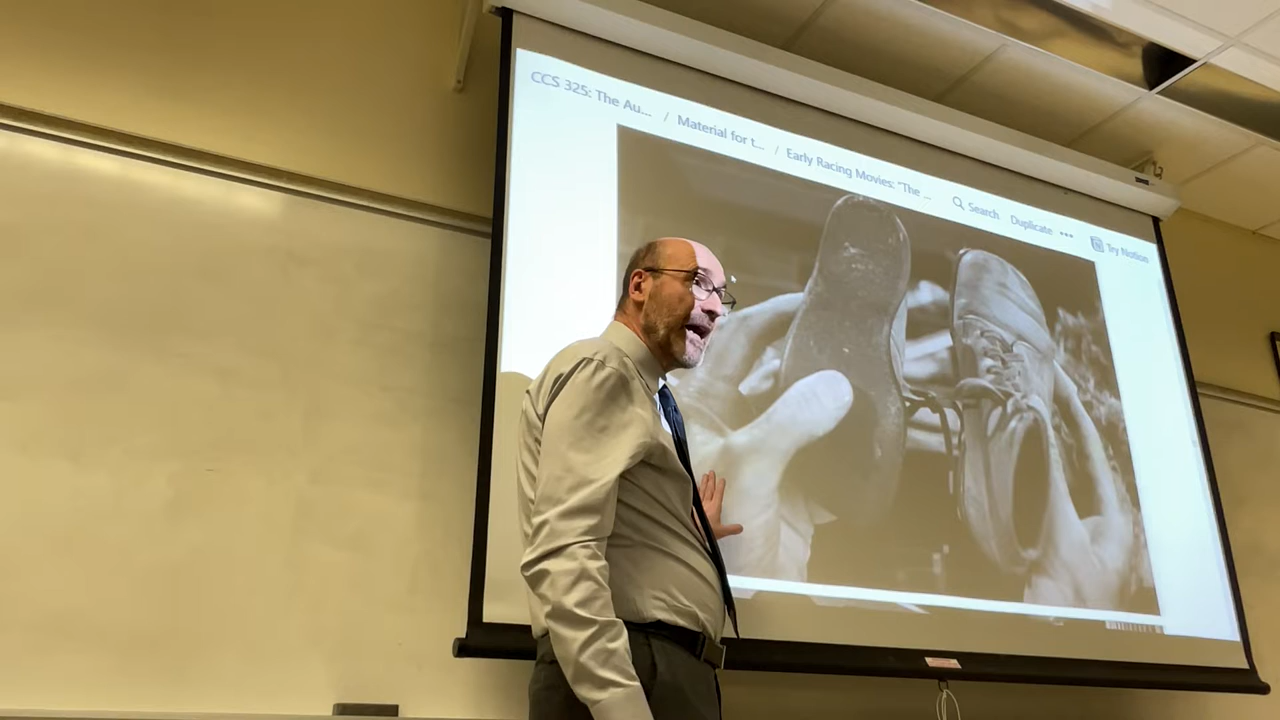 CCS 325: The Au... / Material for t... / Early Racing Movies: "The ... Search Duplicate ••• Try Notion